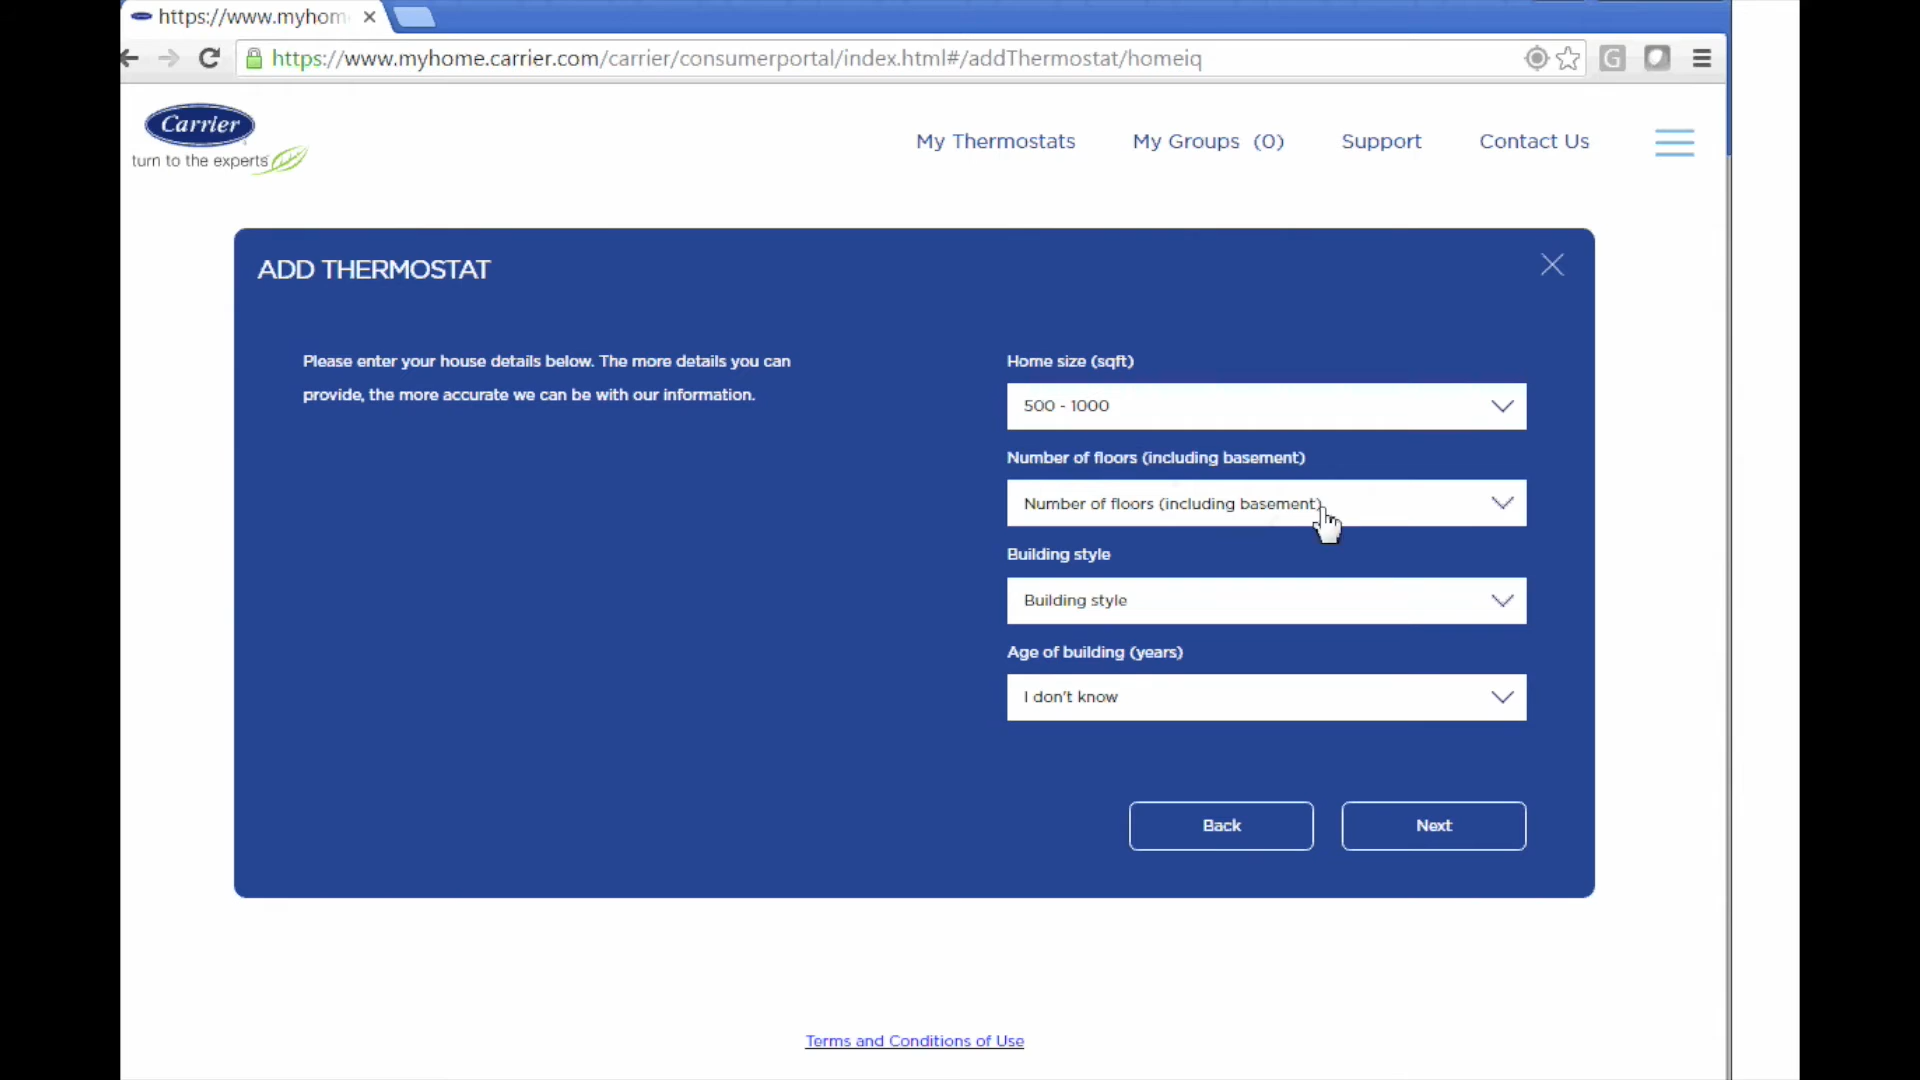 https://www.myhom
https://www.myhome.carrier.com/carrier/consumerportal/index.html#/addThermostat/homeiq
G
Carrier
turn to the experts
My Thermostats
My Groups (0)
Support
Contact Us
ADD THERMOSTAT
Please enter your house details below. The more details you can
provide, the more accurate we can be with our information.
Home size (sqft)
500 - 1000
Number of floors (including basement)
Number of floors (including basement)
Building style
Building style
Age of building (years)
I don't know
Back
Next
Terms and Conditions of Use